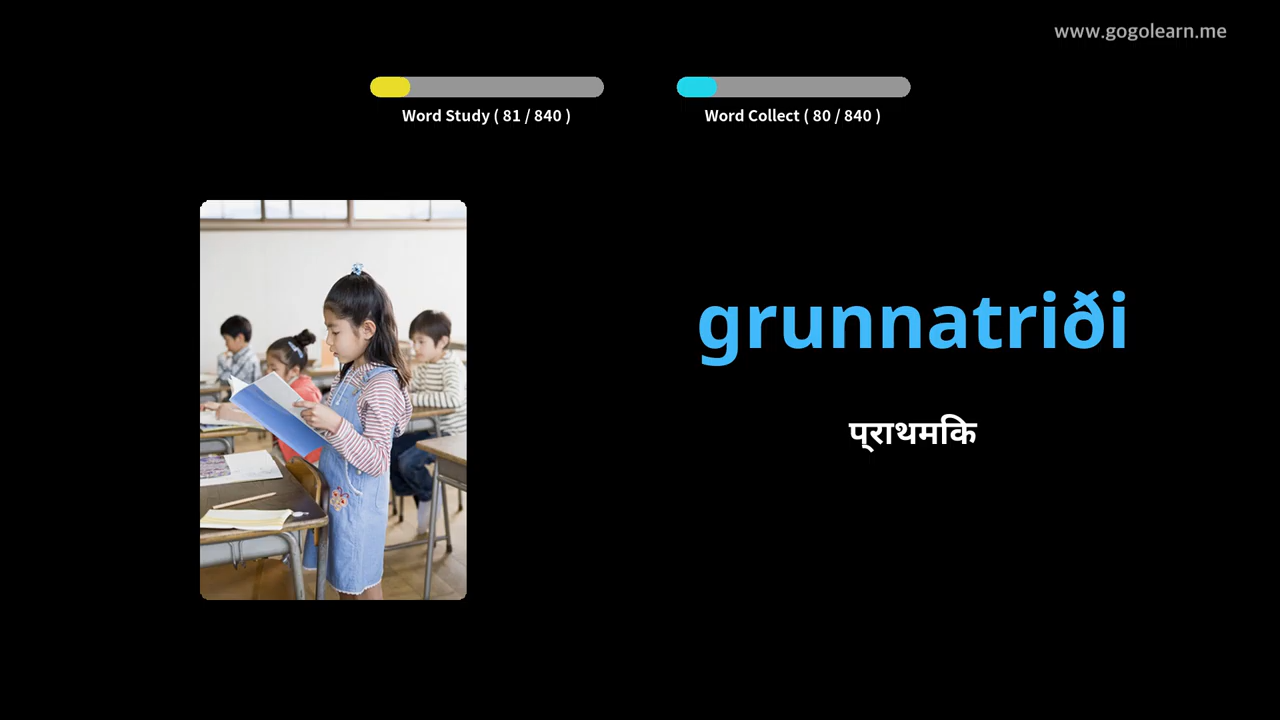 www.gogolearn.me
Word Study ( 81 / 840 )
Word Collect ( 80 / 840 )
grunnatriði
प्राथमकि